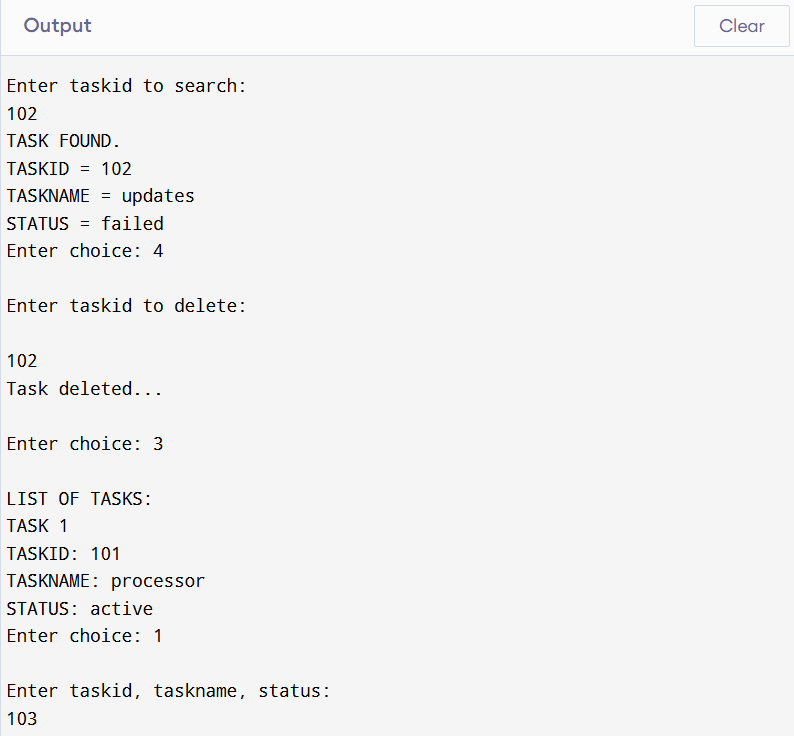 Output
Clear
Enter taskid to search:
102
TASK FOUND.
TASKID = 102
TASKNAME = updates
STATUS = failed
Enter choice: 4
Enter taskid to delete:
102
Task deleted...
Enter choice: 3
LIST OF TASKS:
TASK 1
TASKID: 101
TASKNAME: processor
STATUS: active
Enter choice: 1
Enter taskid, taskname, status:
103